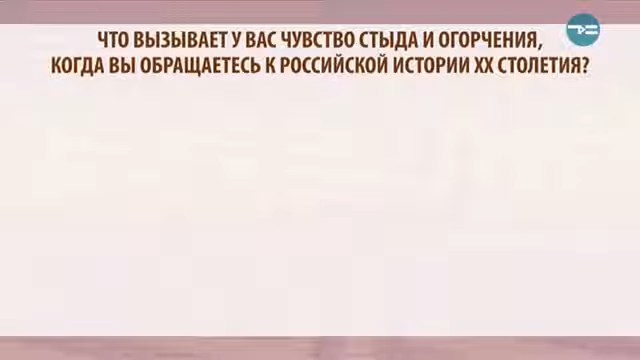 ЧТО ВЫЗЫВАЕТ У ВАС ЧУВСТВО СТЫДА И ОГОРЧЕНИЯ,
КОГДА ВЫ ОБРАЩАЕТЕСЬ К РОССИЙСКОЙ ИСТОРИИ XX СТОЛЕТИЯ?